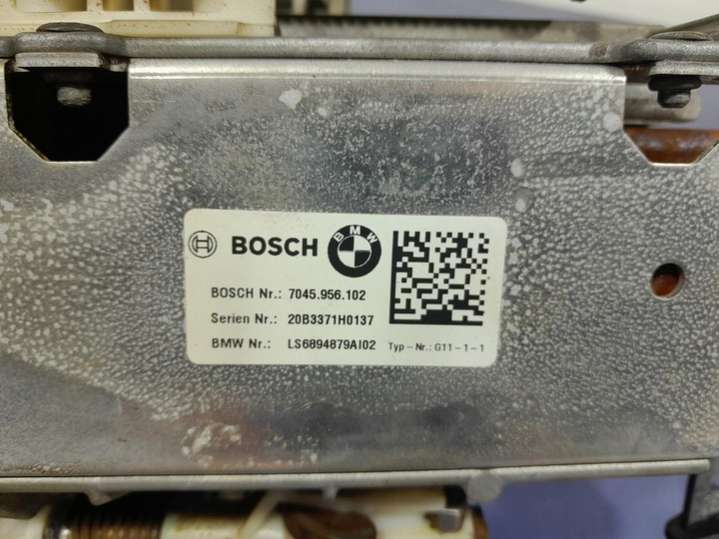 BOSCH BMW
BOSCH Nr.: 7045.956.102
Serien Nr.: 20B3371H0137
BMW Nr.: LS6894879AI02 Typ-Nr.: G11-1-1